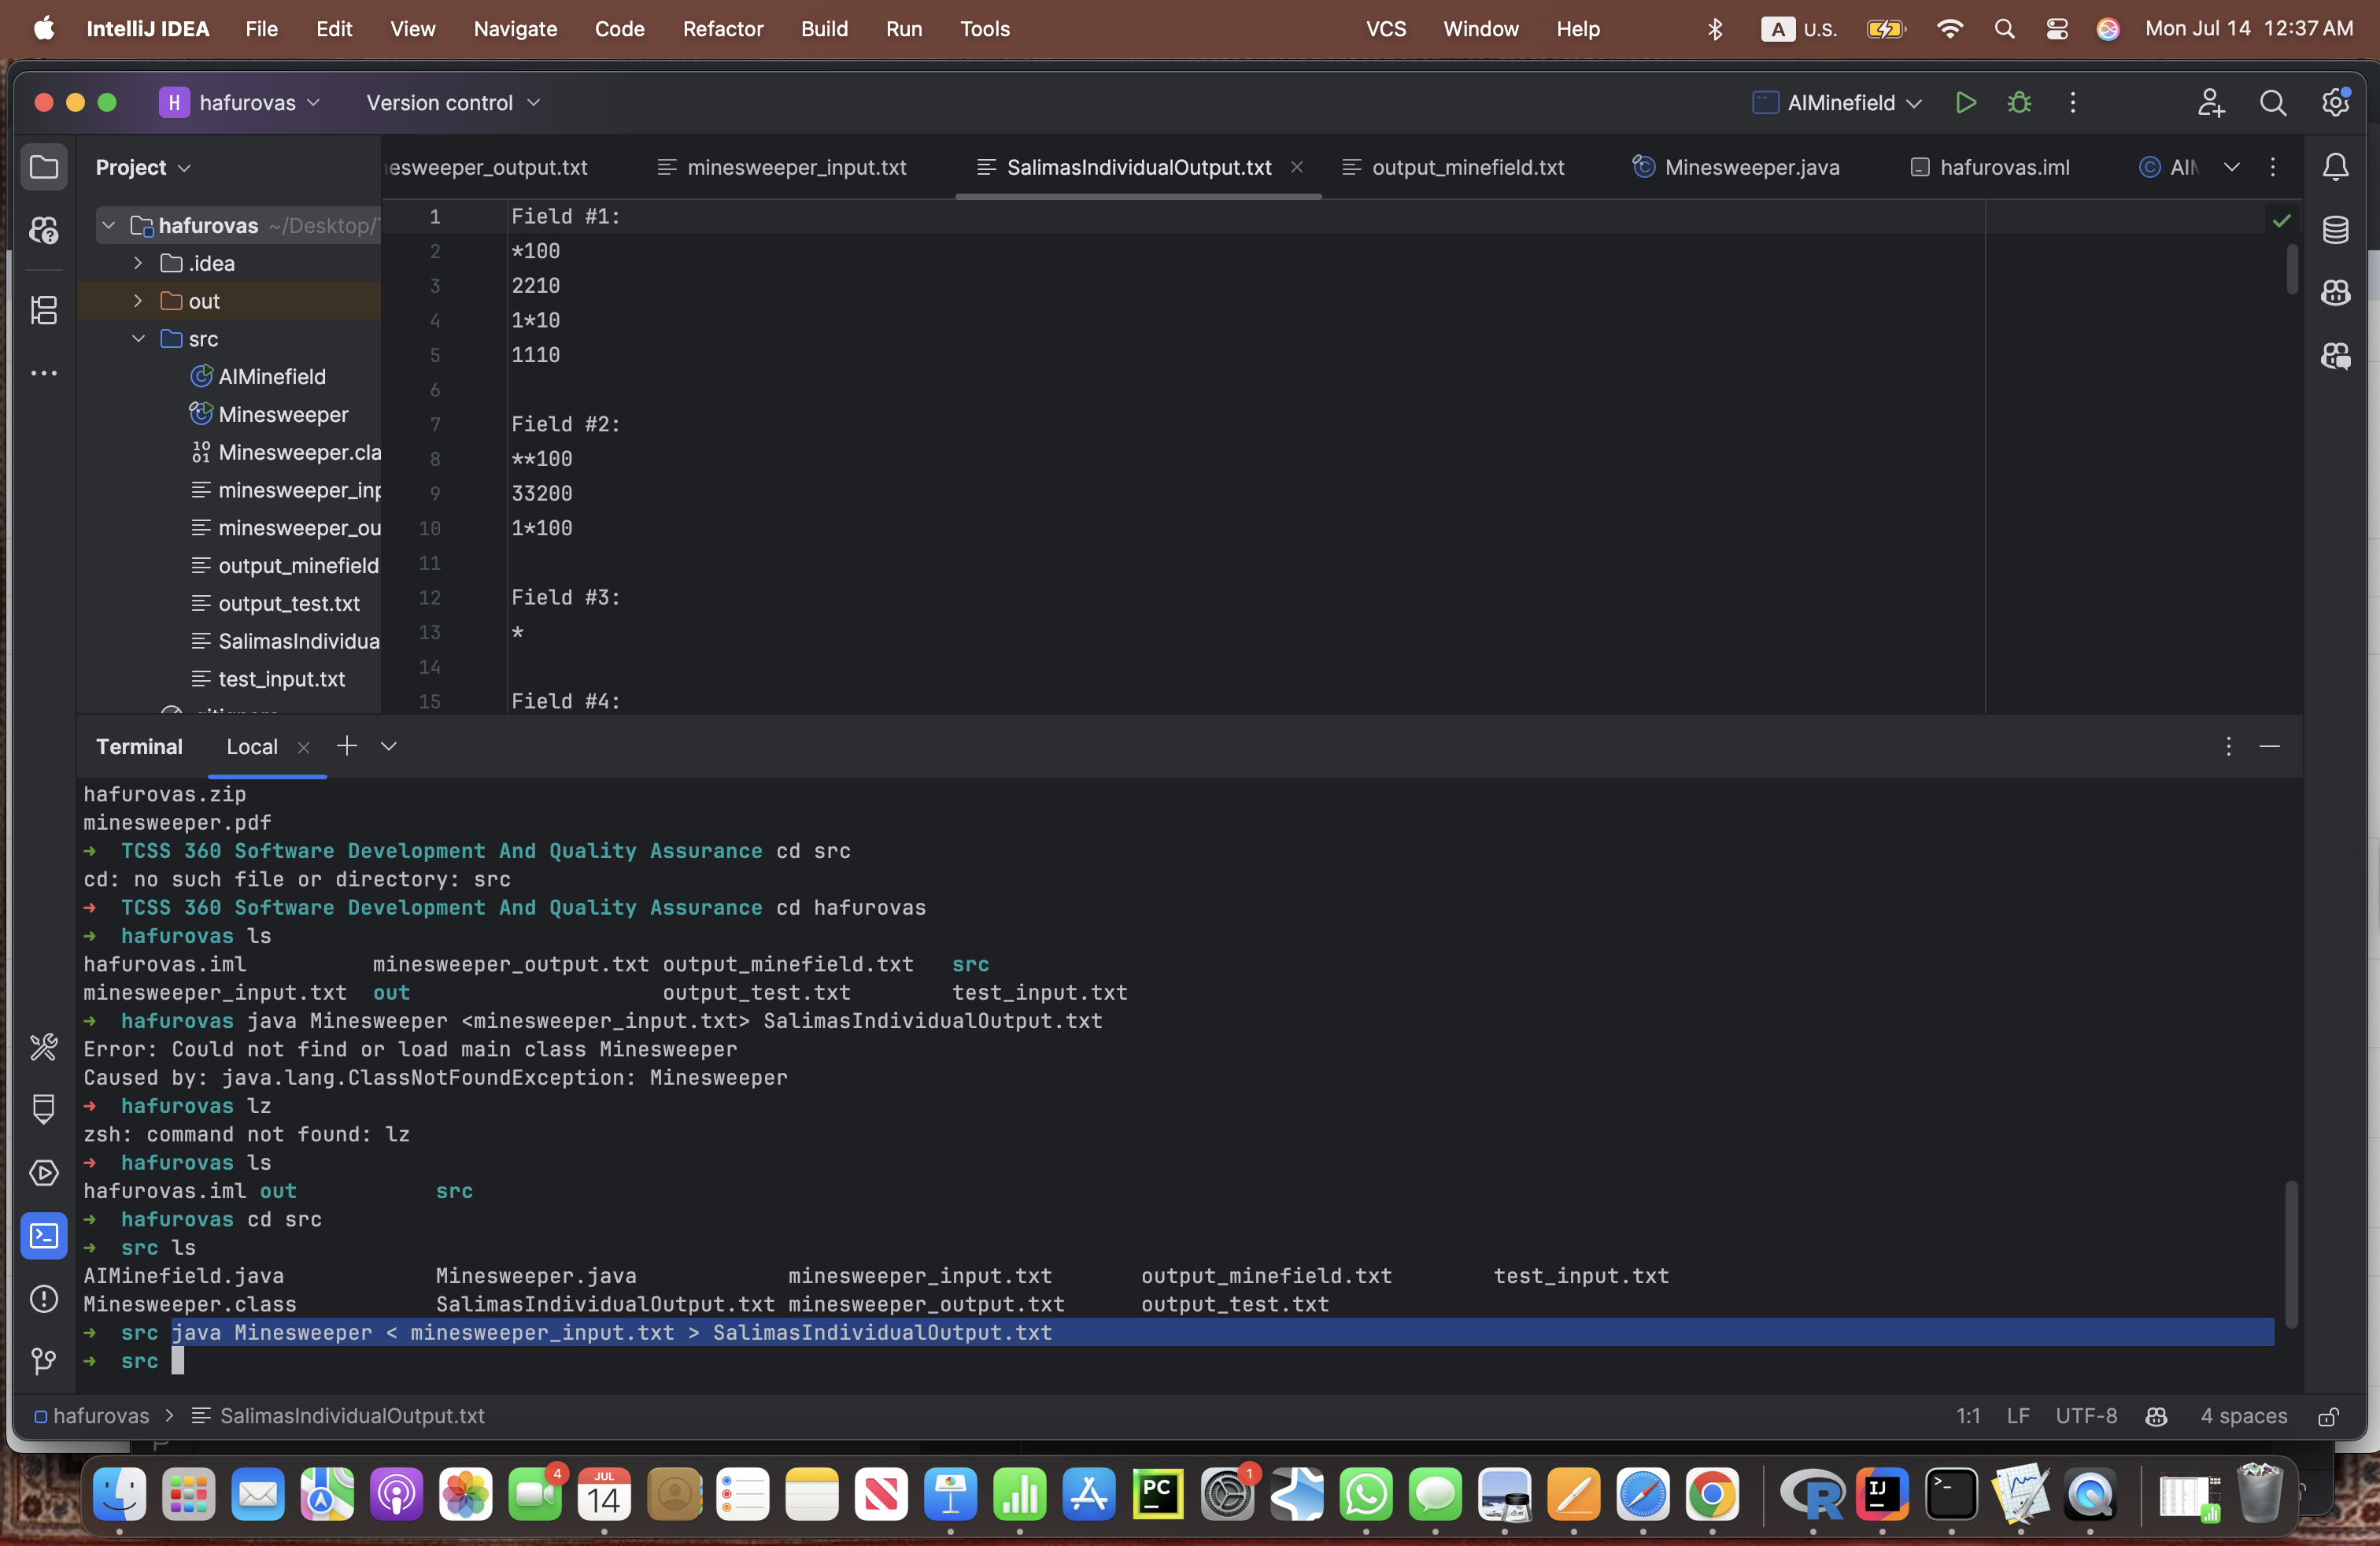 IntelliJ IDEA File Edit View Navigate Code Refactor Build Run Tools VCS Window Help A U.S. Mon Jul 14 12:37 AM
H hafurovas Version control AIMinefield
Project
esweeper_output.txt minesweeper_input.txt SalimasIndividualOutput.txt output_minefield.txt Minesweeper.java hafurovas.iml
hafurovas ~/Desktop/
.idea
out
src
AIMinefield
Minesweeper
Minesweeper.cla
minesweeper_inp
minesweeper_ou
output_minefield
output_test.txt
SalimasIndividua
test_input.txt
1 Field #1:
2 *100
3 2210
4 1*10
5 1110
6
7 Field #2:
8 **100
9 33200
10 1*100
11
12 Field #3:
13 *
14
15 Field #4:
Terminal Local
hafurovas.zip
minesweeper.pdf
➜ TCSS 360 Software Development And Quality Assurance cd src
cd: no such file or directory: src
➜ TCSS 360 Software Development And Quality Assurance cd hafurovas
➜ hafurovas ls
hafurovas.iml minesweeper_output.txt output_minefield.txt src
minesweeper_input.txt out output_test.txt test_input.txt
➜ hafurovas java Minesweeper <minesweeper_input.txt> SalimasIndividualOutput.txt
Error: Could not find or load main class Minesweeper
Caused by: java.lang.ClassNotFoundException: Minesweeper
➜ hafurovas lz
zsh: command not found: lz
➜ hafurovas ls
hafurovas.iml out src
➜ hafurovas cd src
➜ src ls
AIMinefield.java Minesweeper.java minesweeper_input.txt output_minefield.txt test_input.txt
Minesweeper.class SalimasIndividualOutput.txt minesweeper_output.txt output_test.txt
➜ src java Minesweeper < minesweeper_input.txt > SalimasIndividualOutput.txt
➜ src
hafurovas > SalimasIndividualOutput.txt 1:1 LF UTF-8 4 spaces
4 JUL 14 PC 1 R IJ